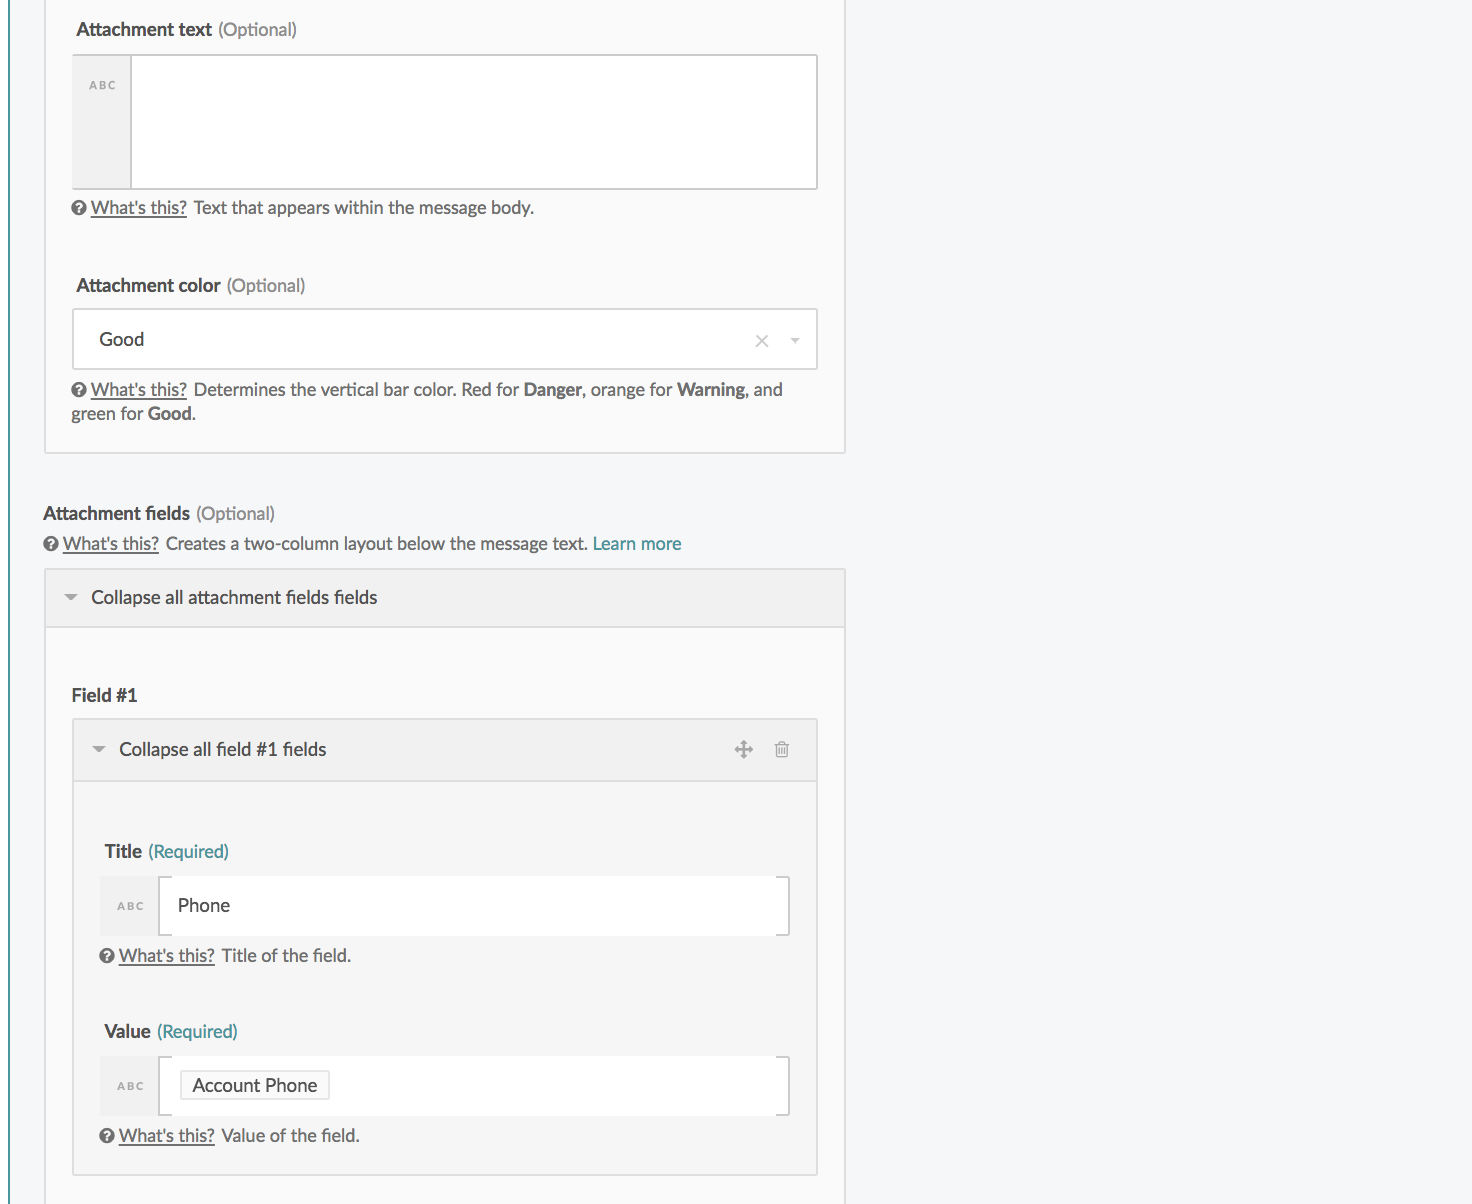 Attachment text (Optional)
ABC
What's this? Text that appears within the message body.
Attachment color (Optional)
Good
What's this? Determines the vertical bar color. Red for Danger, orange for Warning, and
green for Good.
Attachment fields (Optional)
What's this? Creates a two-column layout below the message text. Learn more
Collapse all attachment fields fields
Field #1
Collapse all field #1 fields
Title (Required)
ABC Phone
What's this? Title of the field.
Value (Required)
ABC Account Phone
What's this? Value of the field.